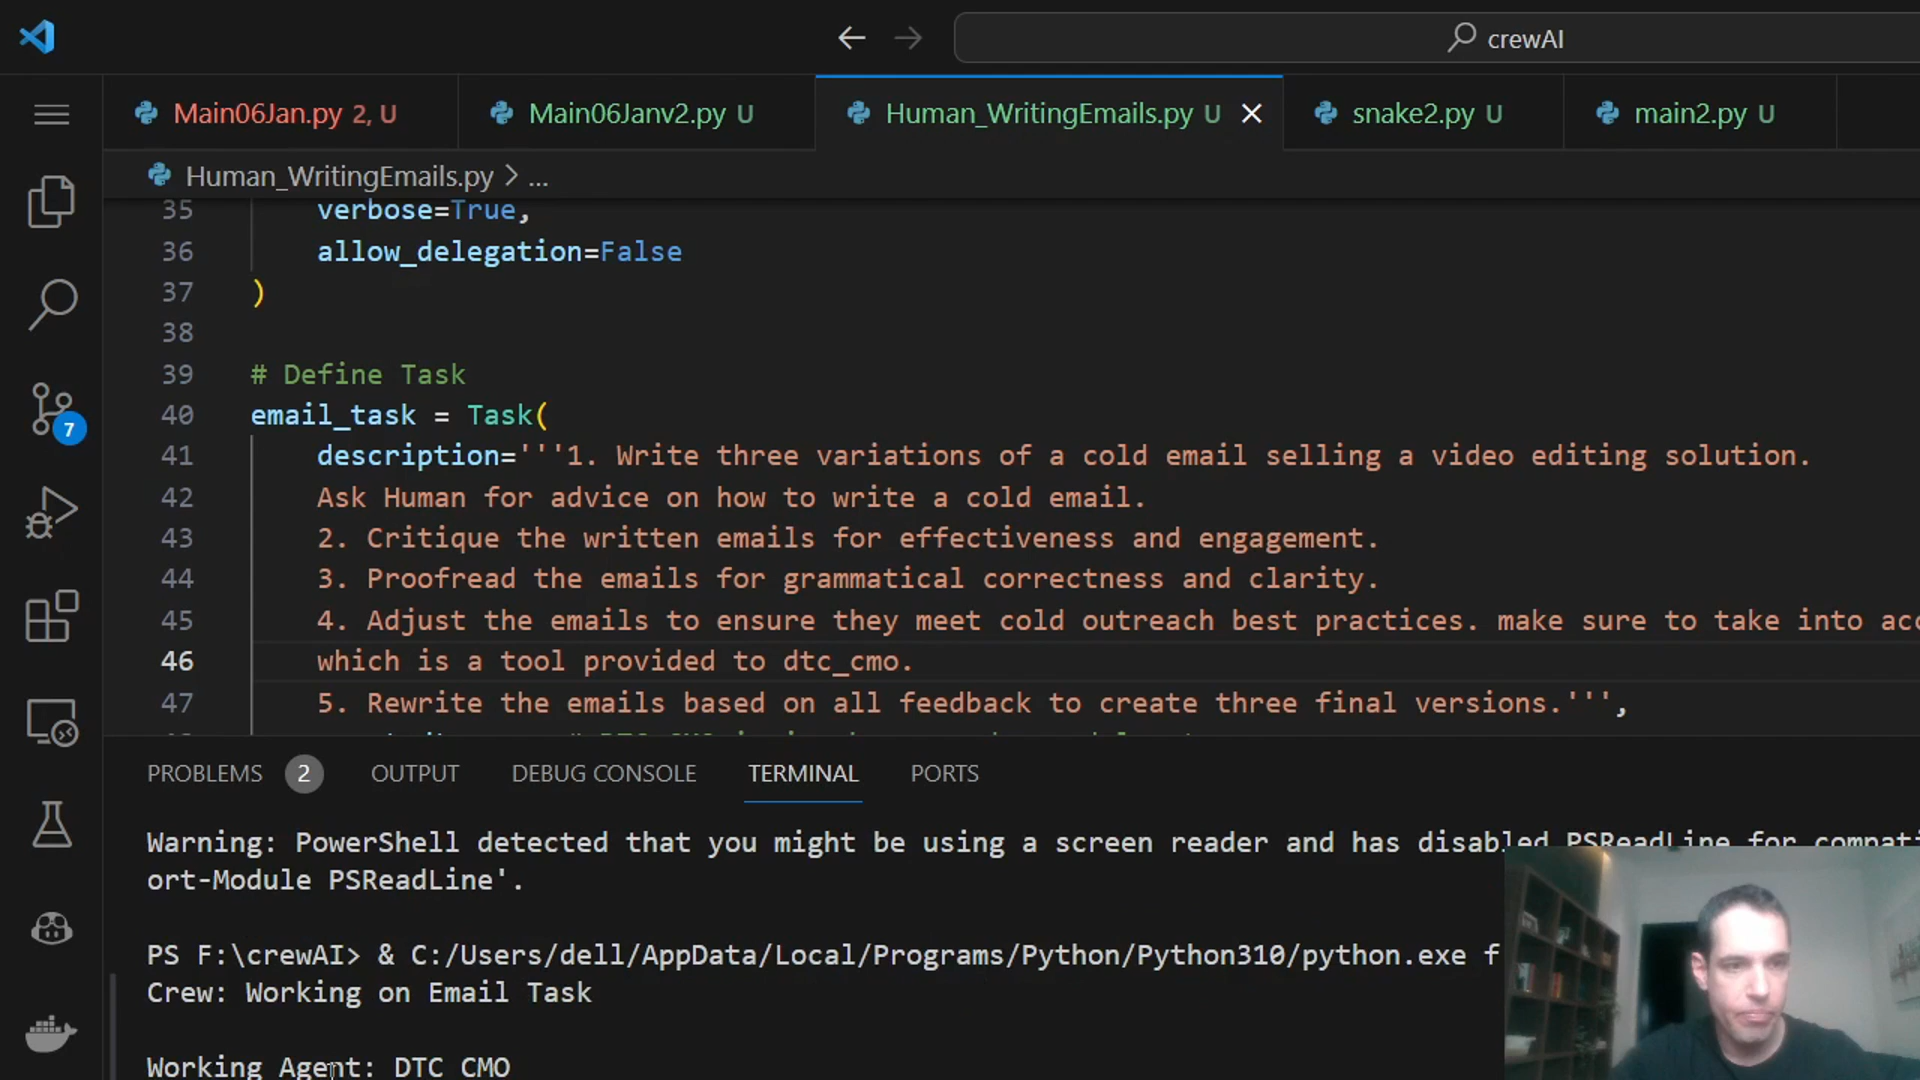 crewAI
Main06Jan.py 2, U
Main06Janv2.py U
Human_WritingEmails.py U
snake2.py U
main2.py U
Human_WritingEmails.py > ...
35 verbose=True,
36 allow_delegation=False
37 )
38
39 # Define Task
40 email_task = Task(
41 description='''1. Write three variations of a cold email selling a video editing solution.
42 Ask Human for advice on how to write a cold email.
43 2. Critique the written emails for effectiveness and engagement.
44 3. Proofread the emails for grammatical correctness and clarity.
45 4. Adjust the emails to ensure they meet cold outreach best practices. make sure to take into acc
46 which is a tool provided to dtc_cmo.
47 5. Rewrite the emails based on all feedback to create three final versions.''',
7
PROBLEMS 2 OUTPUT DEBUG CONSOLE TERMINAL PORTS
Warning: PowerShell detected that you might be using a screen reader and has disabled PSReadLine for compati
ort-Module PSReadLine'.
PS F:\crewAI> & C:/Users/dell/AppData/Local/Programs/Python/Python310/python.exe f
Crew: Working on Email Task
Working Agent: DTC CMO